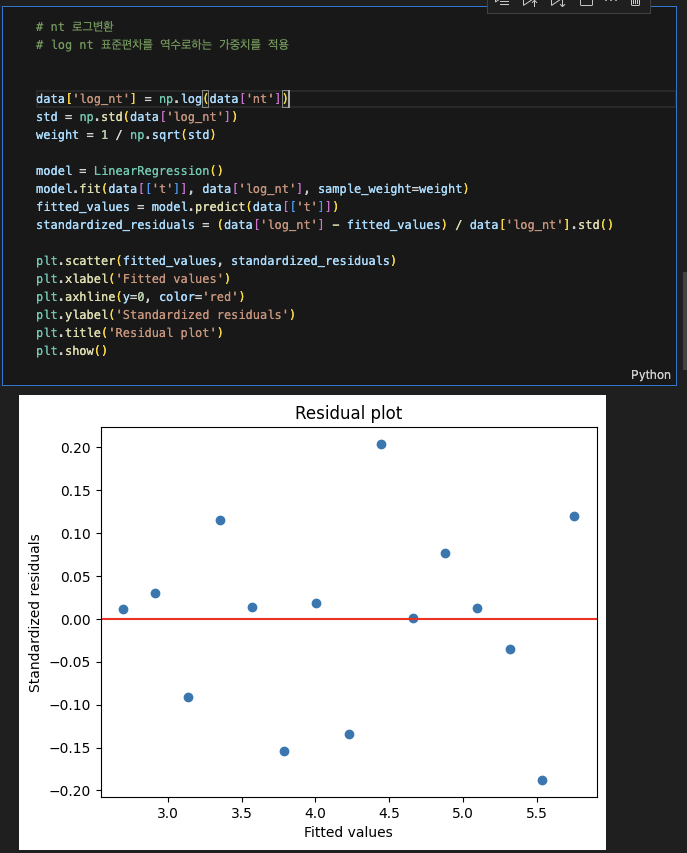 # nt 로그변환
# log nt 표준편차를 역수로하는 가중치를 적용
data['log_nt'] = np.log(data['nt'])
std = np.std(data['log_nt'])
weight = 1 / np.sqrt(std)
model = LinearRegression()
model.fit(data[['t']], data['log_nt'], sample_weight=weight)
fitted_values = model.predict(data[['t']])
standardized_residuals = (data['log_nt'] - fitted_values) / data['log_nt'].std()
plt.scatter(fitted_values, standardized_residuals)
plt.xlabel('Fitted values')
plt.axhline(y=0, color='red')
plt.ylabel('Standardized residuals')
plt.title('Residual plot')
plt.show()
Python
Residual plot
Standardized residuals
0.20
0.15
0.10
0.05
0.00
−0.05
−0.10
−0.15
−0.20
3.0 3.5 4.0 4.5 5.0 5.5
Fitted values